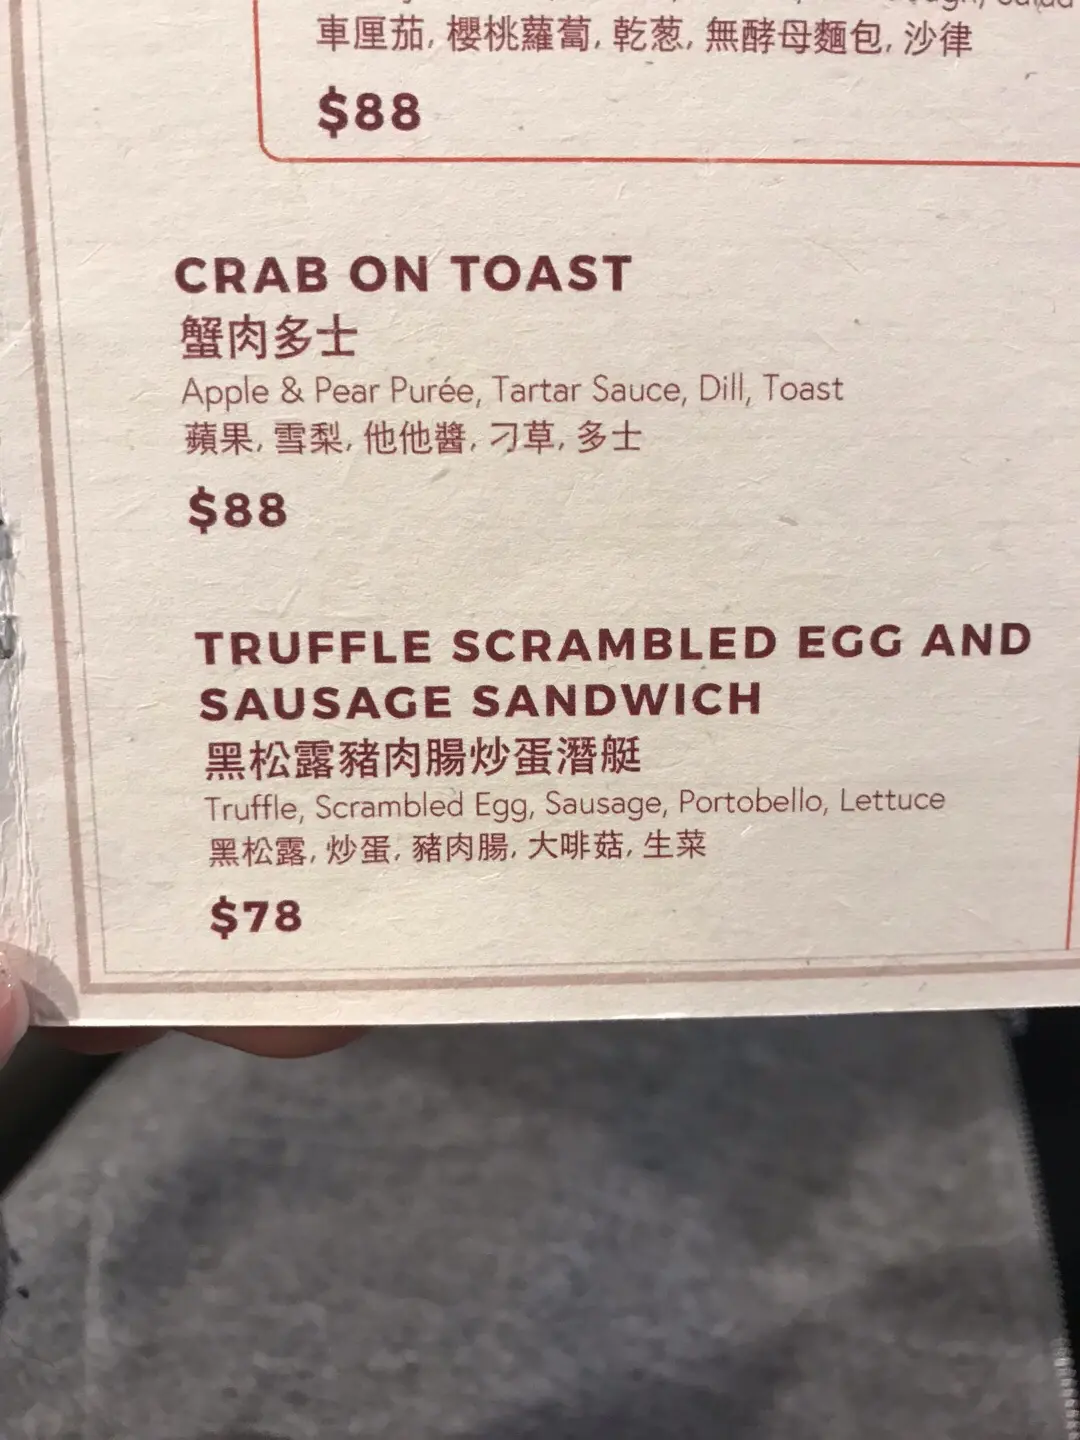 車厘茄, 櫻桃蘿蔔, 乾葱, 無酵母麵包, 沙律
$88
CRAB ON TOAST
蟹肉多士
Apple & Pear Purée, Tartar Sauce, Dill, Toast
蘋果, 雪梨, 他他醬, 刁草, 多士
$88
TRUFFLE SCRAMBLED EGG AND
SAUSAGE SANDWICH
黑松露豬肉腸炒蛋潛艇
Truffle, Scrambled Egg, Sausage, Portobello, Lettuce
黑松露, 炒蛋, 豬肉腸, 大啡菇, 生菜
$78